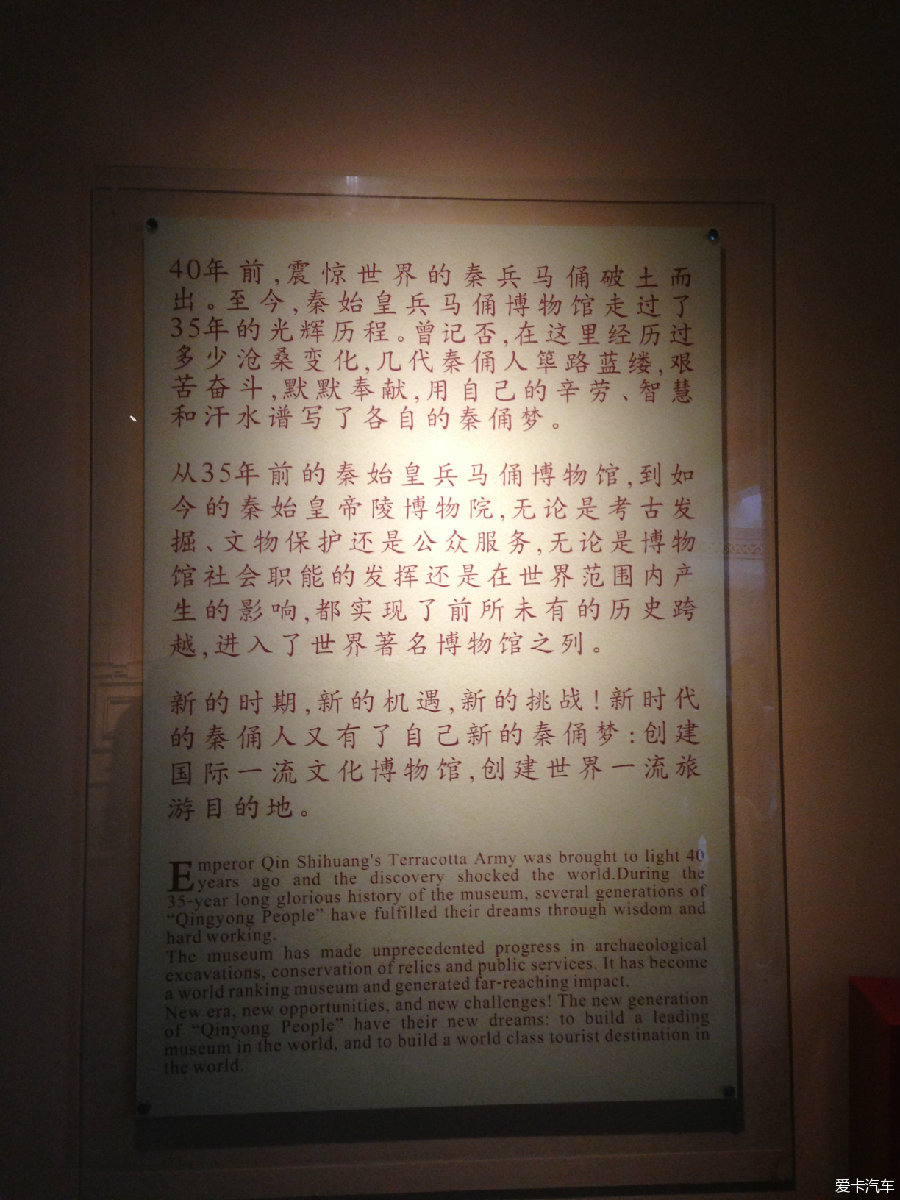 40年前,震惊世界的秦兵马俑破土而
出。至今,秦始皇兵马俑博物馆走过了
35年的光辉历程。曾记否,在这里经历过
多少沧桑变化,几代秦俑人筚路蓝缕,艰
苦奋斗,默默奉献,用自己的辛劳、智慧
和汗水谱写了各自的秦俑梦。
从35年前的秦始皇兵马俑博物馆,到如
今的秦始皇帝陵博物院,无论是考古发
掘、文物保护还是公众服务,无论是博物
馆社会职能的发挥还是在世界范围内产
生的影响,都实现了前所未有的历史跨
越,进入了世界著名博物馆之列。
新的时期,新的机遇,新的挑战!新时代
的秦俑人又有了自己新的秦俑梦:创建
国际一流文化博物馆,创建世界一流旅
游目的地。
Emperor Qin Shihuang's Terracotta Army was brought to light 40
years ago and the discovery shocked the world.During the
35-year long glorious history of the museum, several generations of
“Qingyong People” have fulfilled their dreams through wisdom and
hard working.
The museum has made unprecedented progress in archaeological
excavations, conservation of relics and public services. It has become
a world ranking museum and generated far-reaching impact.
New era, new opportunities, and new challenges! The new generation
of “Qinyong People” have their new dreams: to build a leading
museum in the world, and to build a world class tourist destination in
the world.
爱卡汽车